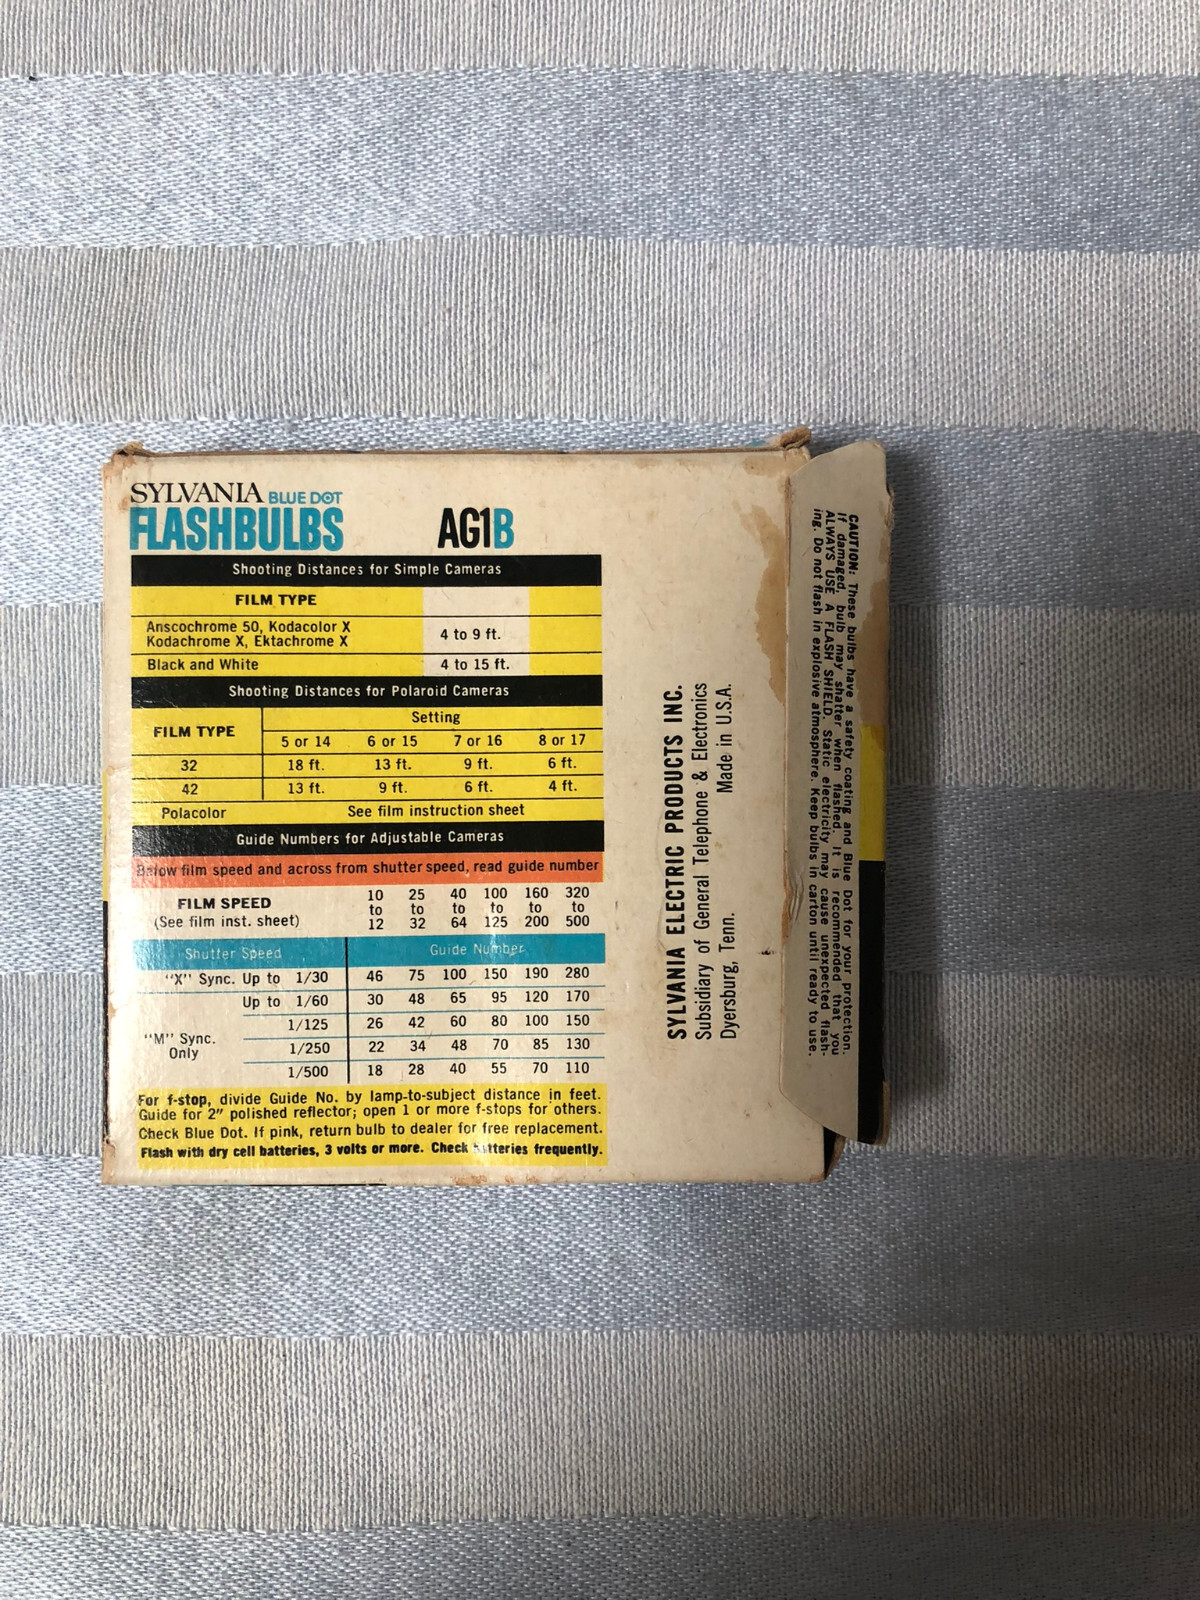 SYLVANIA BLUE DOT
FLASHBULBS AG1B
Shooting Distances for Simple Cameras
FILM TYPE
Anscochrome 50, Kodacolor X
Kodachrome X, Ektachrome X 4 to 9 ft.
Black and White 4 to 15 ft.
Shooting Distances for Polaroid Cameras
FILM TYPE Setting
5 or 14 6 or 15 7 or 16 8 or 17
32 18 ft. 13 ft. 9 ft. 6 ft.
42 13 ft. 9 ft. 6 ft. 4 ft.
Polacolor See film instruction sheet
Guide Numbers for Adjustable Cameras
Below film speed and across from shutter speed, read guide number
FILM SPEED
(See film inst. sheet)
10 25 40 100 160 320
to to to to to to
12 32 64 125 200 500
Shutter Speed Guide Number
"X" Sync. Up to 1/30 46 75 100 150 190 280
Up to 1/60 30 48 65 95 120 170
"M" Sync.
Only
1/125 26 42 60 80 100 150
1/250 22 34 48 70 85 130
1/500 18 28 40 55 70 110
For f-stop, divide Guide No. by lamp-to-subject distance in feet.
Guide for 2" polished reflector; open 1 or more f-stops for others.
Check Blue Dot. If pink, return bulb to dealer for free replacement.
Flash with dry cell batteries, 3 volts or more. Check batteries frequently.
SYLVANIA ELECTRIC PRODUCTS INC.
Subsidiary of General Telephone & Electronics
Dyersburg, Tenn. Made in U.S.A.
CAUTION: These bulbs have a safety coating and Blue Dot for your protection.
If damaged, bulb may shatter when flashed. It is recommended that you
ALWAYS USE A FLASH SHIELD. Static electricity may cause unexpected flash-
ing. Do not flash in explosive atmosphere. Keep bulbs in carton until ready to use.